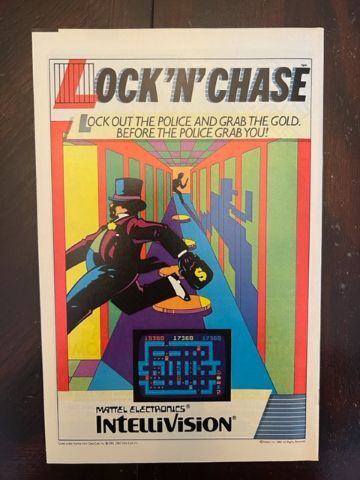 LOCK'N'CHASE
LOCK OUT THE POLICE AND GRAB THE GOLD.
BEFORE THE POLICE GRAB YOU!
$
15360 17360 17360
MATTEL ELECTRONICS®
INTELLIVISION®